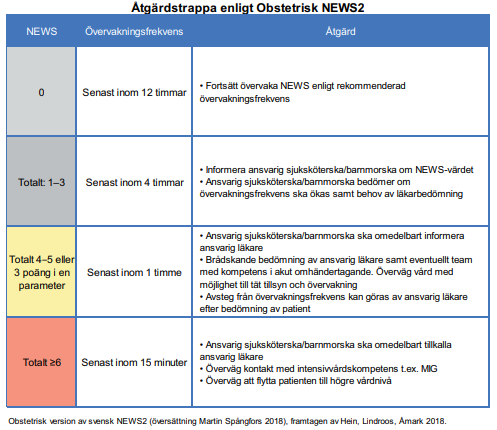 Åtgärdstrappa enligt Obstetrisk NEWS2
NEWS Övervakningsfrekvens Åtgärd
0
Senast inom 12 timmar
• Fortsätt övervaka NEWS enligt rekommenderad
övervakningsfrekvens
Totalt: 1–3
Senast inom 4 timmar
• Informera ansvarig sjuksköterska/barnmorska om NEWS-värdet
• Ansvarig sjuksköterska/barnmorska bedömer om
övervakningsfrekvens ska ökas samt behov av läkarbedömning
Totalt 4–5 eller
3 poäng i en
parameter
Senast inom 1 timme
• Ansvarig sjuksköterska/barnmorska ska omedelbart informera
ansvarig läkare
• Brådskande bedömning av ansvarig läkare samt eventuellt team
med kompetens i akut omhändertagande. Överväg vård med
möjlighet till tät tillsyn och övervakning
• Avsteg från övervakningsfrekvens kan göras av ansvarig läkare
efter bedömning av patient
Totalt ≥6
Senast inom 15 minuter
• Ansvarig sjuksköterska/barnmorska ska omedelbart tillkalla
ansvarig läkare
• Överväg kontakt med intensivvårdskompetens t.ex. MIG
• Överväg att flytta patienten till högre vårdnivå
Obstetrisk version av svensk NEWS2 (översättning Martin Spångfors 2018), framtagen av Hein, Lindroos, Åmark 2018.